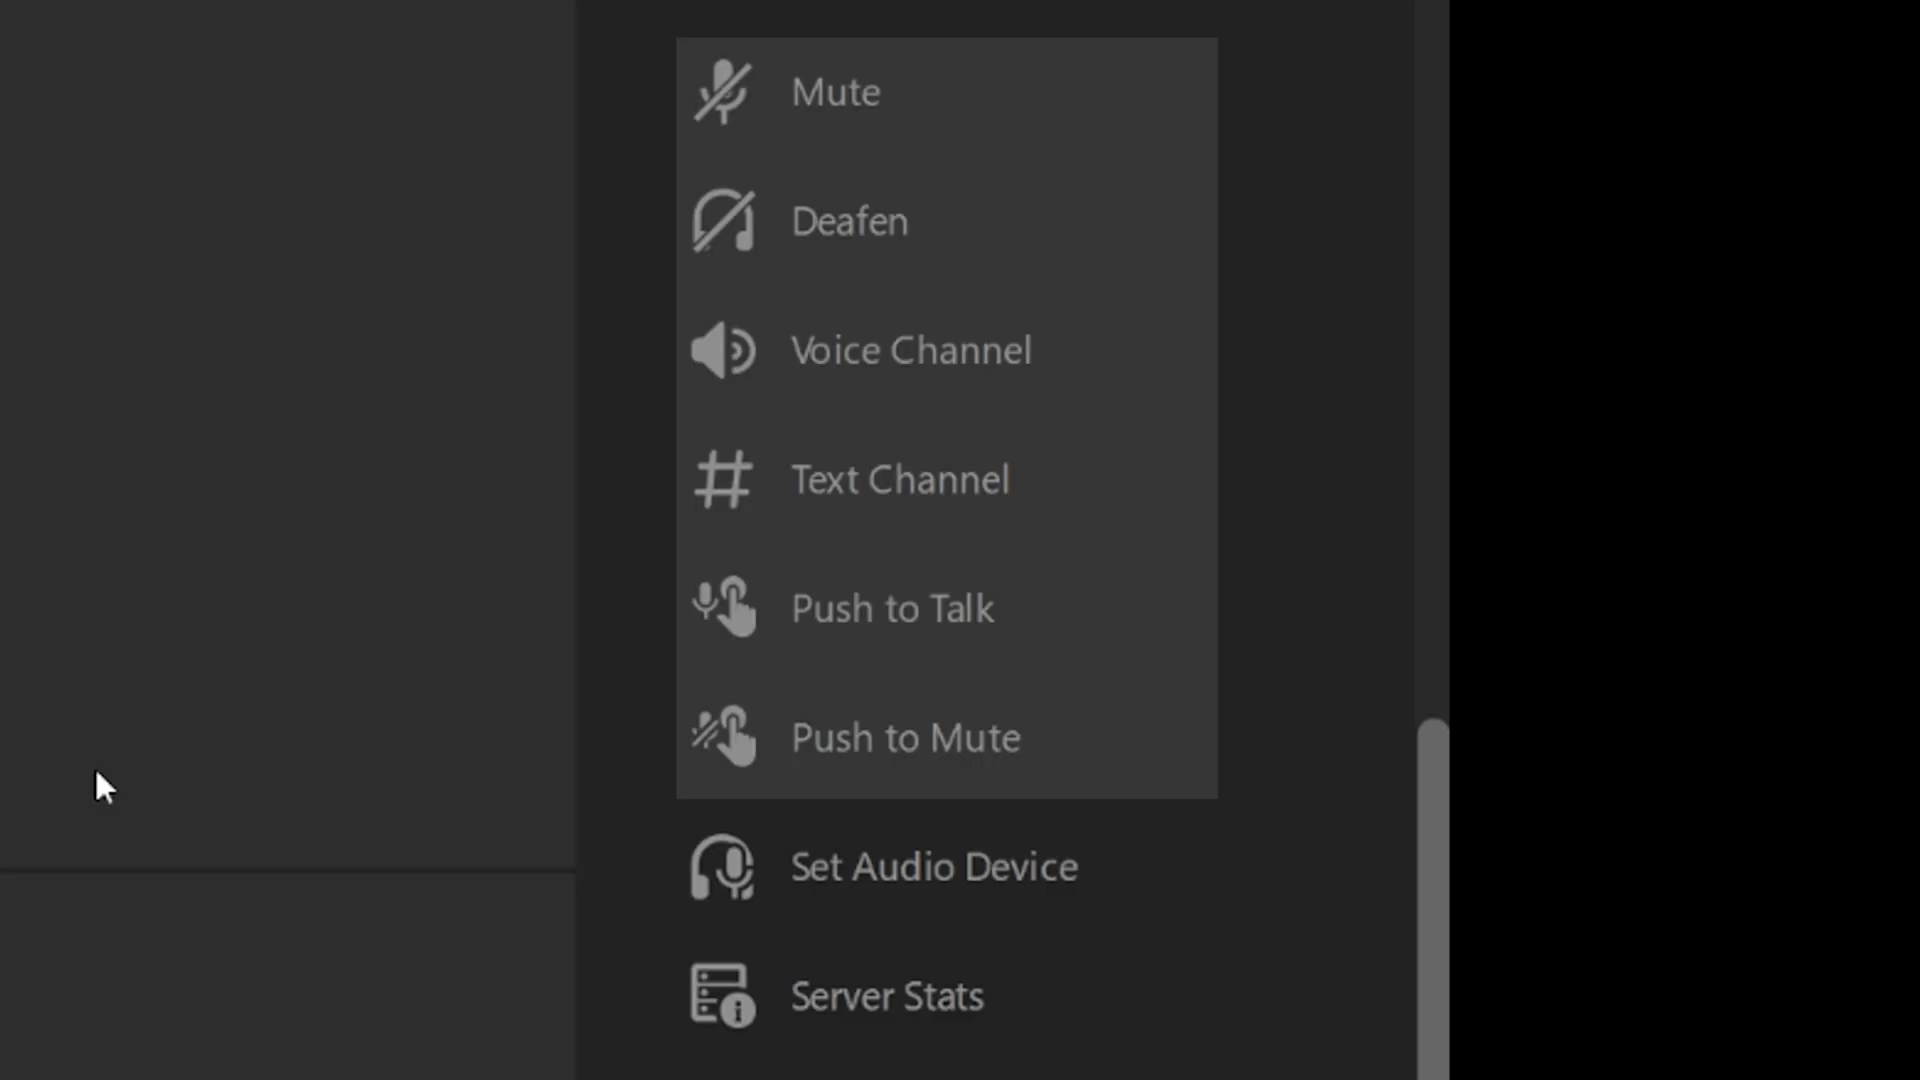 Mute
Deafen
Voice Channel
Text Channel
Push to Talk
Push to Mute
Set Audio Device
Server Stats